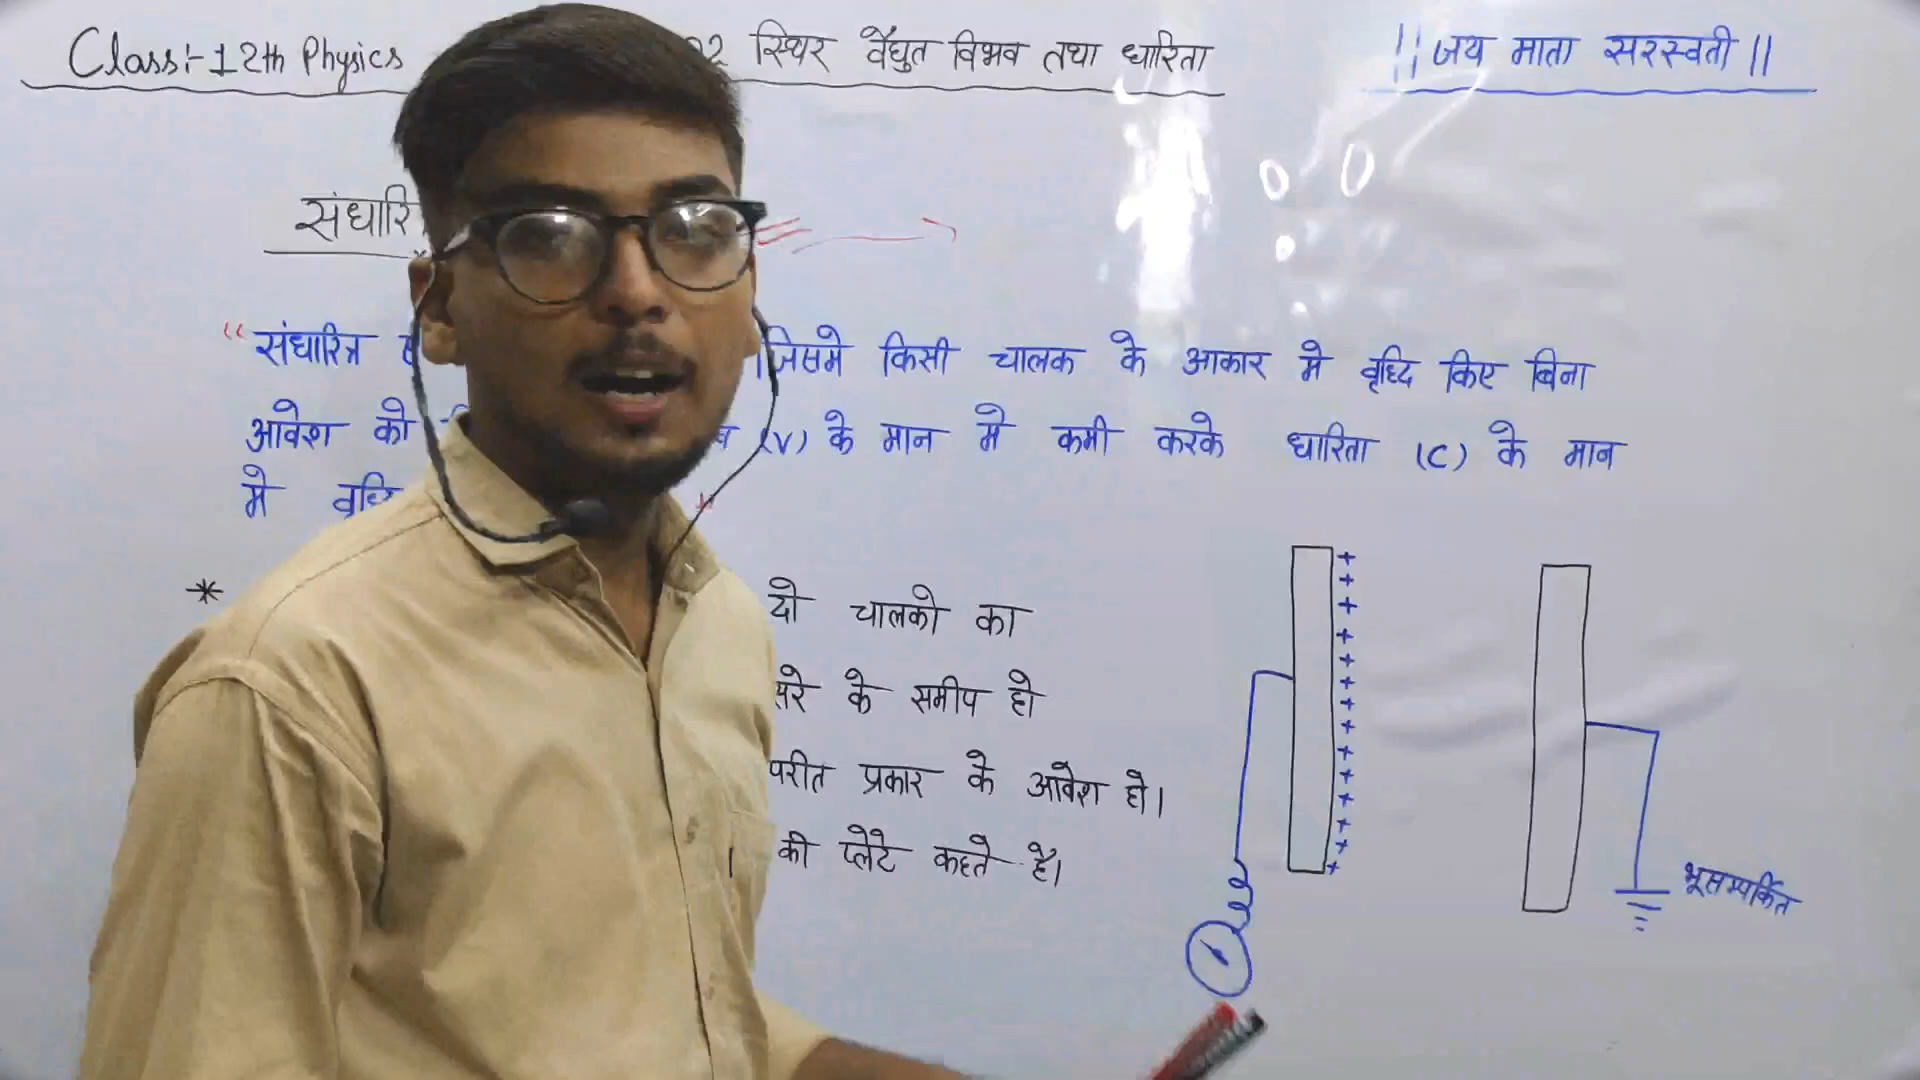 Class:-12th Physics 02 स्थिर वैद्युत विभव तथा धारिता
||जय माता सरस्वती||
संधारि
"संधारित्र जिसमे किसी चालक के आकार मे वृध्दि किए बिना
आवेश को (V) के मान मे कमी करके धारिता (C) के मान
मे वृध्दि
* दो चालको का
के समीप हो
प्रकार के आवेश हो।
की प्लेटे कहते है।
+ + + + + + + + + + + + + +
भूसम्पर्कित